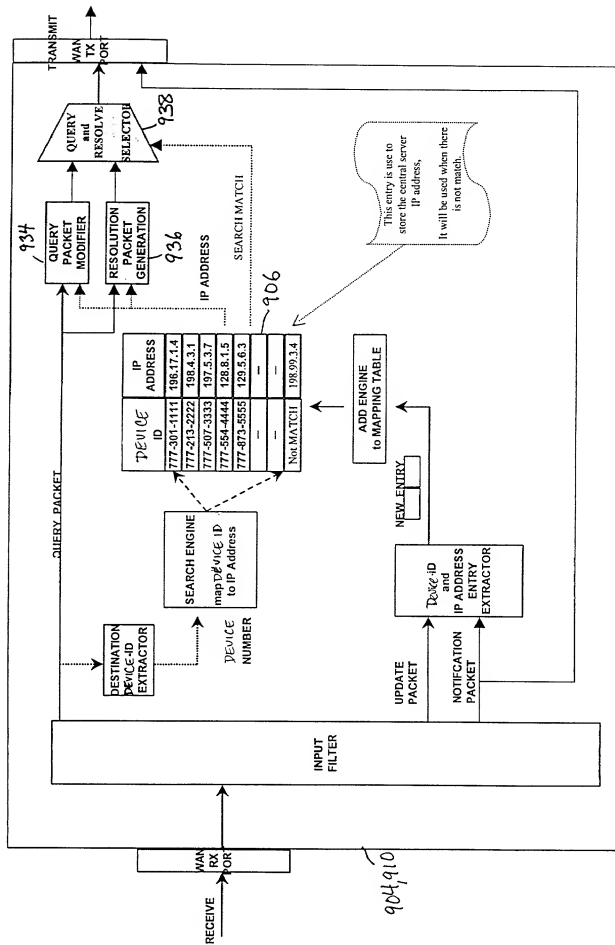 TRANSMIT
WAN
TX
PORT
QUERY
and
RESOLVE
SELECTOR
938
934
QUERY
PACKET
MODIFIER
RESOLUTION
PACKET
GENERATION
936
IP ADDRESS
SEARCH MATCH
906
QUERY PACKET
DEVICE
ID
IP
ADDRESS
777-301-1111 196.17.1.4
777-213-2222 198.4.3.1
777-507-3333 197.5.3.7
777-554-4444 128.8.1.5
777-873-5555 129.5.6.3
– –
– –
Not MATCH 198.99.3.4
This entry is use to
store the central server
IP address,
It will be used when there
is not match.
SEARCH ENGINE
map DEVICE ID
to IP Address
DESTINATION
DEVICE-ID
EXTRACTOR
DEVICE
NUMBER
ADD ENGINE
to MAPPING TABLE
NEW_ENTRY
Device-iD
and
IP ADDRESS
ENTRY
EXTRACTOR
UPDATE
PACKET
NOTIFCATION
PACKET
INPUT
FILTER
WAN
RX
POR
RECEIVE
904,910